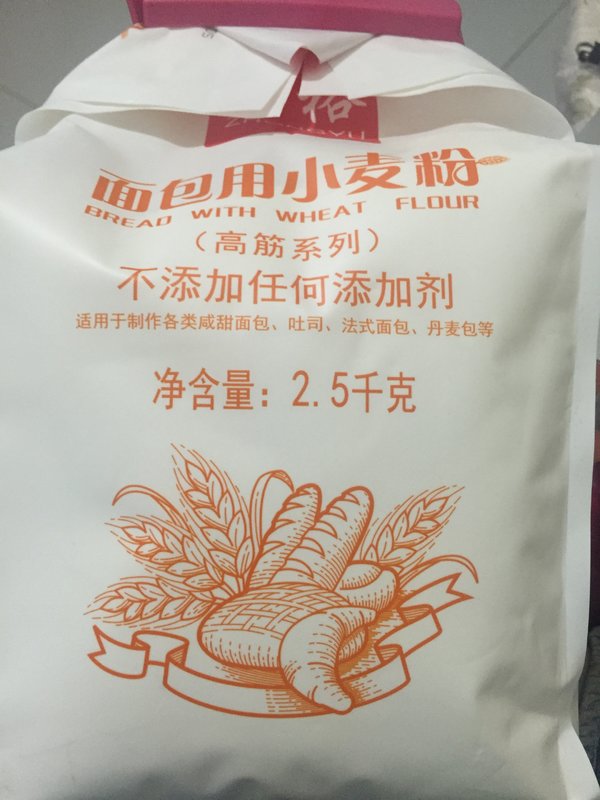 裕
面包用小麦粉
BREAD WITH WHEAT FLOUR
（高筋系列）
不添加任何添加剂
适用于制作各类咸甜面包、吐司、法式面包、丹麦包等
净含量：2.5千克